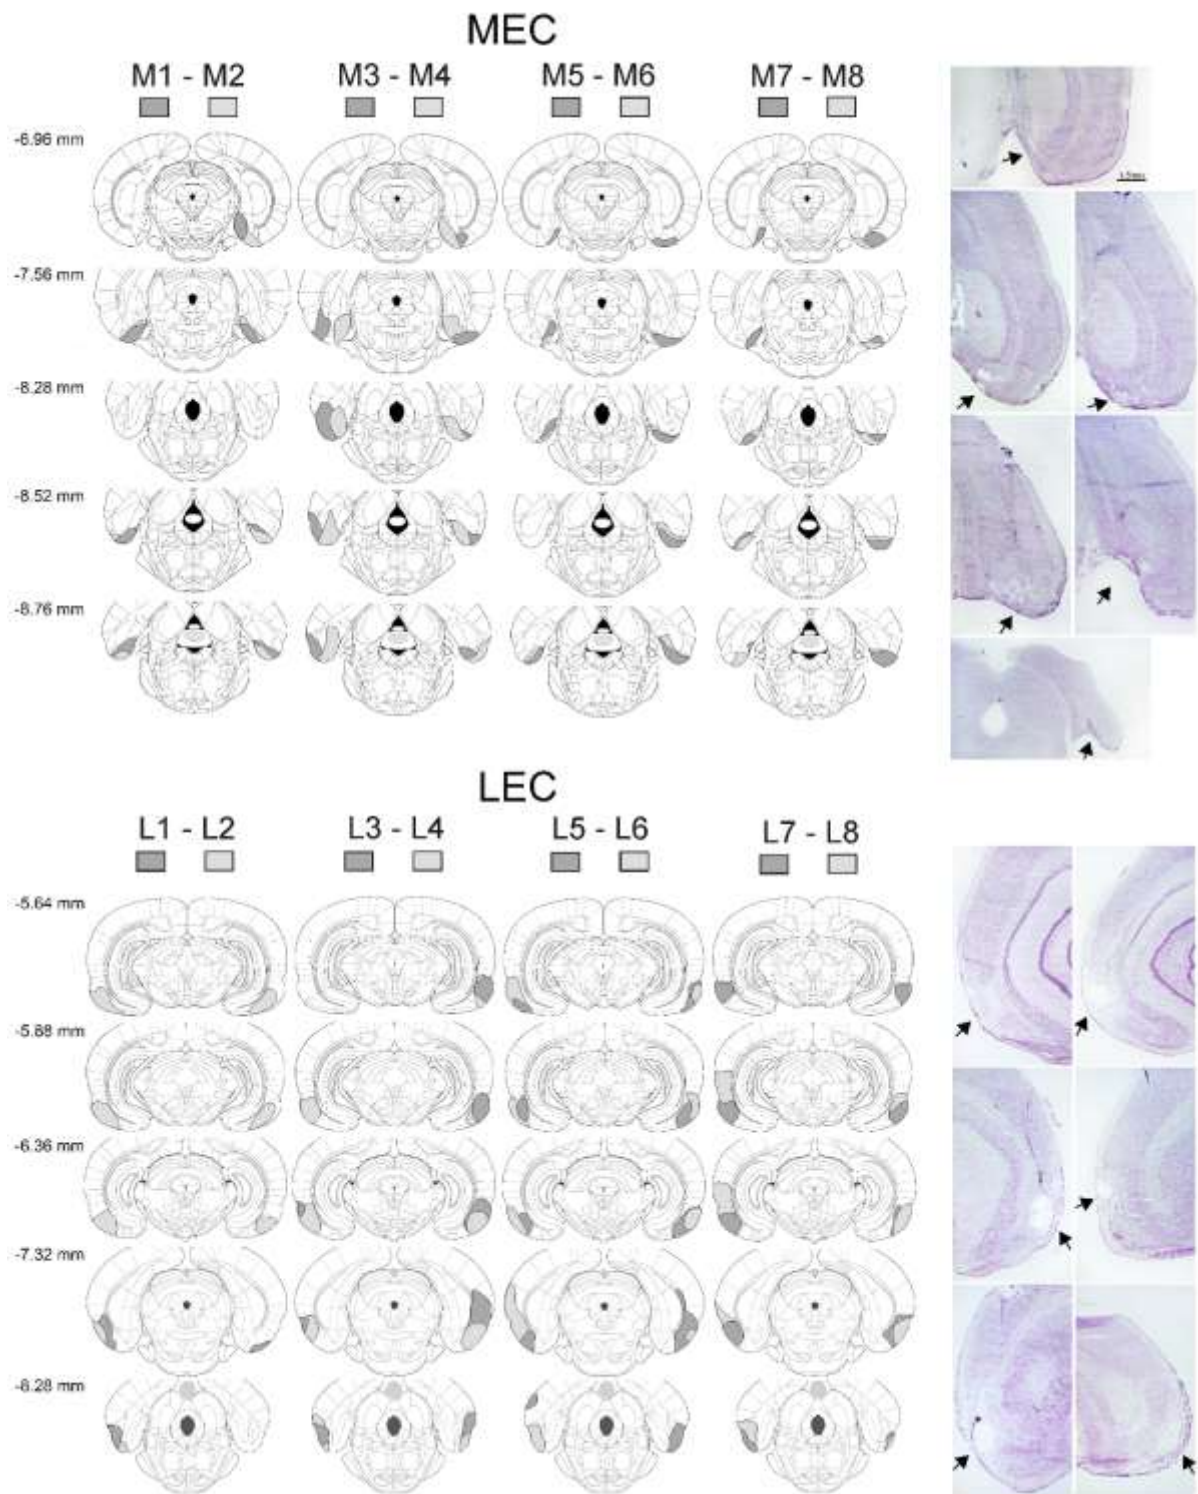 MEC
M1 - M2
M3 - M4
M5 - M6
M7 - M8
-6.96 mm
-7.56 mm
-8.28 mm
-8.52 mm
-8.76 mm
LEC
L1 - L2
L3 - L4
L5 - L6
L7 - L8
-5.64 mm
-5.88 mm
-6.36 mm
-7.32 mm
-8.28 mm